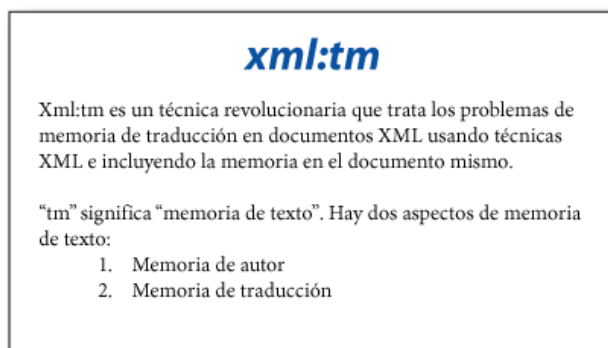 xml:tm
Xml:tm es un técnica revolucionaria que trata los problemas de
memoria de traducción en documentos XML usando técnicas
XML e incluyendo la memoria en el documento mismo.
“tm” significa “memoria de texto”. Hay dos aspectos de memoria
de texto:
1. Memoria de autor
2. Memoria de traducción